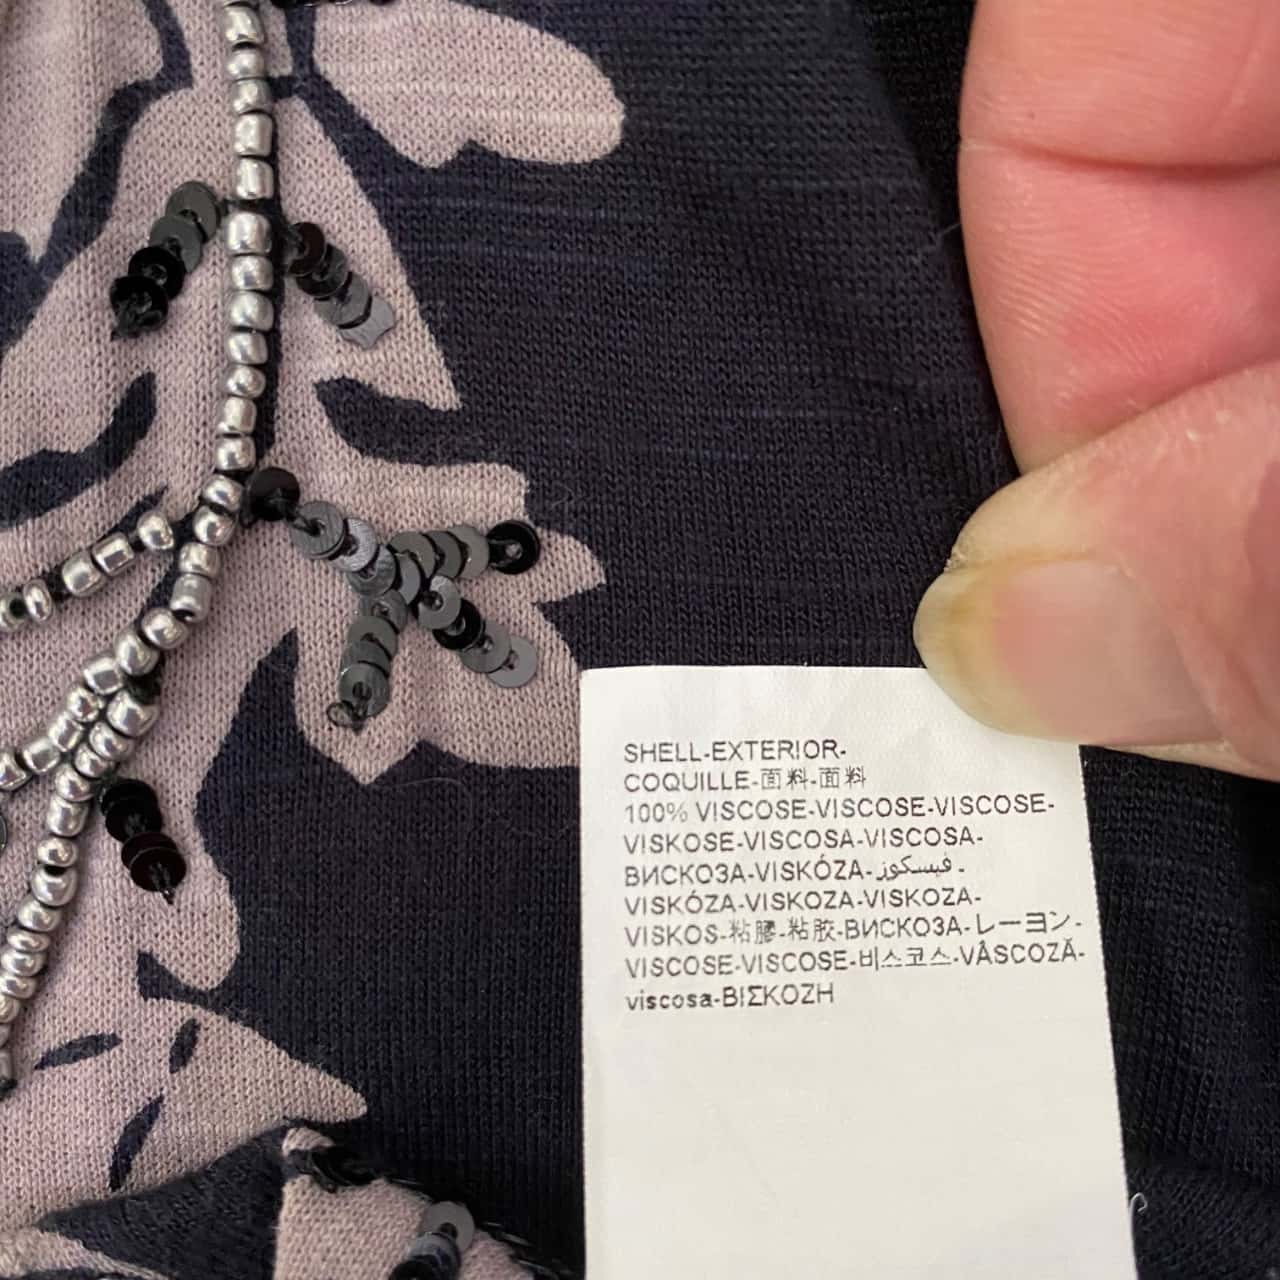 SHELL-EXTERIOR-
COQUILLE-面料-面料
100% VISCOSE-VISCOSE-VISCOSE-
VISKOSE-VISCOSA-VISCOSA-
ВИСКОЗА-VISKÓZA-فيسكوز-
VISKÓZA-VISKOZA-VISKOZA-
VISKOS-粘膠-粘胶-ВИСКОЗА-レーヨン-
VISCOSE-VISCOSE-비스코스-VÂSCOZĂ-
viscosa-ΒΙΣΚΟΖΗ